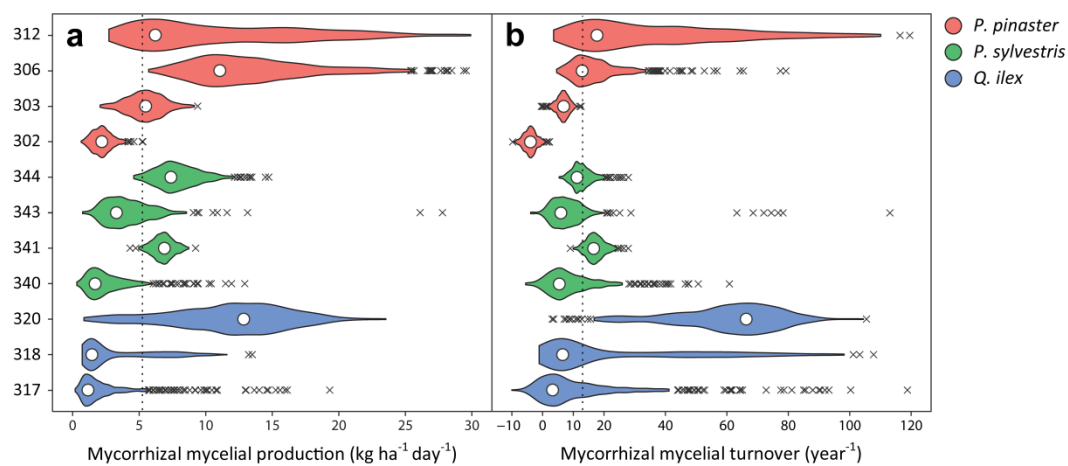 a
b
312
306
303
302
344
343
341
340
320
318
317
0 5 10 15 20 25 30
−10 0 10 20 40 60 80 100 120
Mycorrhizal mycelial production (kg ha⁻¹ day⁻¹)
Mycorrhizal mycelial turnover (year⁻¹)
P. pinaster
P. sylvestris
Q. ilex